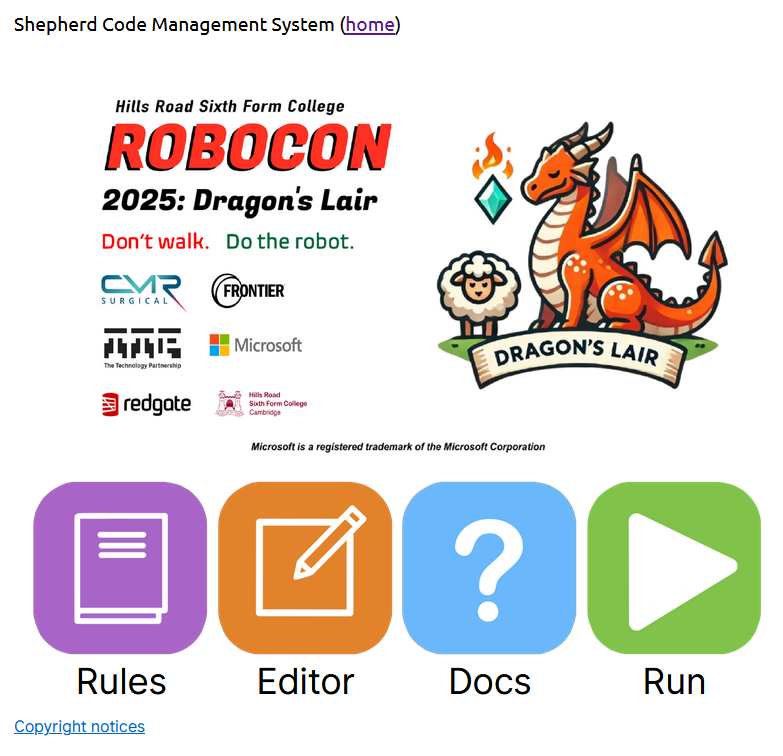 Shepherd Code Management System (home)
Hills Road Sixth Form College
ROBOCON
2025: Dragon's Lair
Don't walk. Do the robot.
CMR
SURGICAL
FRONTIER
TTP
The Technology Partnership
Microsoft
redgate
Hills Road
Sixth Form College
Cambridge
DRAGON'S LAIR
Microsoft is a registered trademark of the Microsoft Corporation
Rules
Editor
Docs
Run
Copyright notices